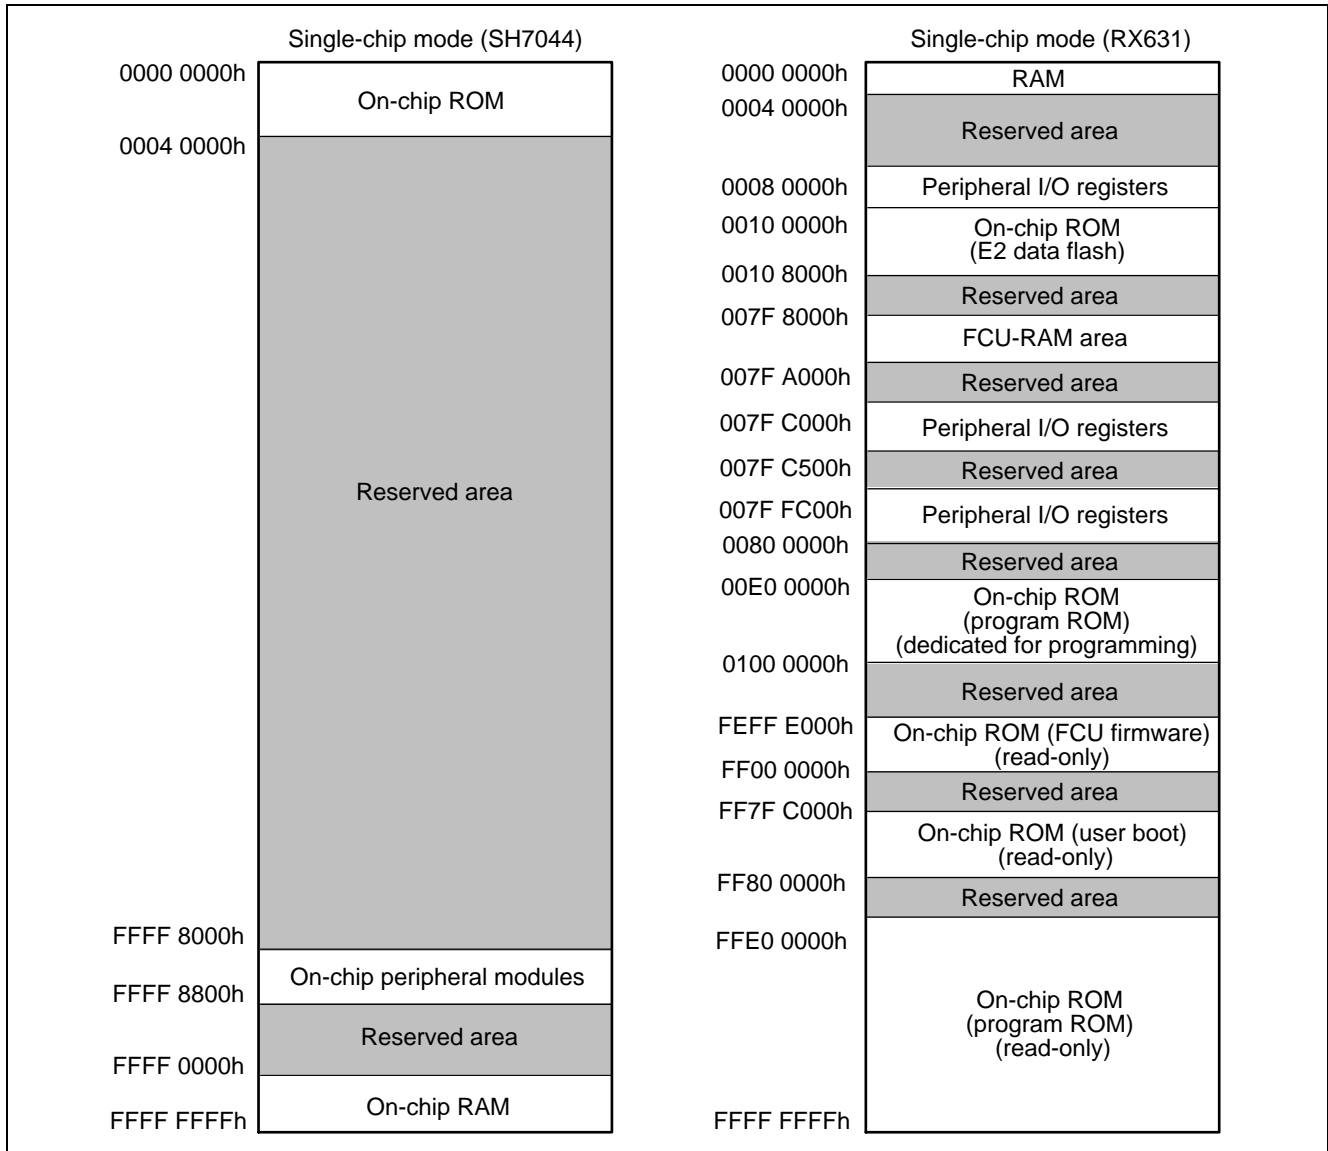 Single-chip mode (SH7044)
0000 0000h
On-chip ROM
0004 0000h
Reserved area
FFFF 8000h
On-chip peripheral modules
FFFF 8800h
Reserved area
FFFF 0000h
On-chip RAM
FFFF FFFFh
Single-chip mode (RX631)
0000 0000h
RAM
0004 0000h
Reserved area
0008 0000h
Peripheral I/O registers
0010 0000h
On-chip ROM
(E2 data flash)
0010 8000h
Reserved area
007F 8000h
FCU-RAM area
007F A000h
Reserved area
007F C000h
Peripheral I/O registers
007F C500h
Reserved area
007F FC00h
Peripheral I/O registers
0080 0000h
Reserved area
00E0 0000h
On-chip ROM
(program ROM)
(dedicated for programming)
0100 0000h
Reserved area
FEFF E000h
On-chip ROM (FCU firmware)
(read-only)
FF00 0000h
Reserved area
FF7F C000h
On-chip ROM (user boot)
(read-only)
FF80 0000h
Reserved area
FFE0 0000h
On-chip ROM
(program ROM)
(read-only)
FFFF FFFFh